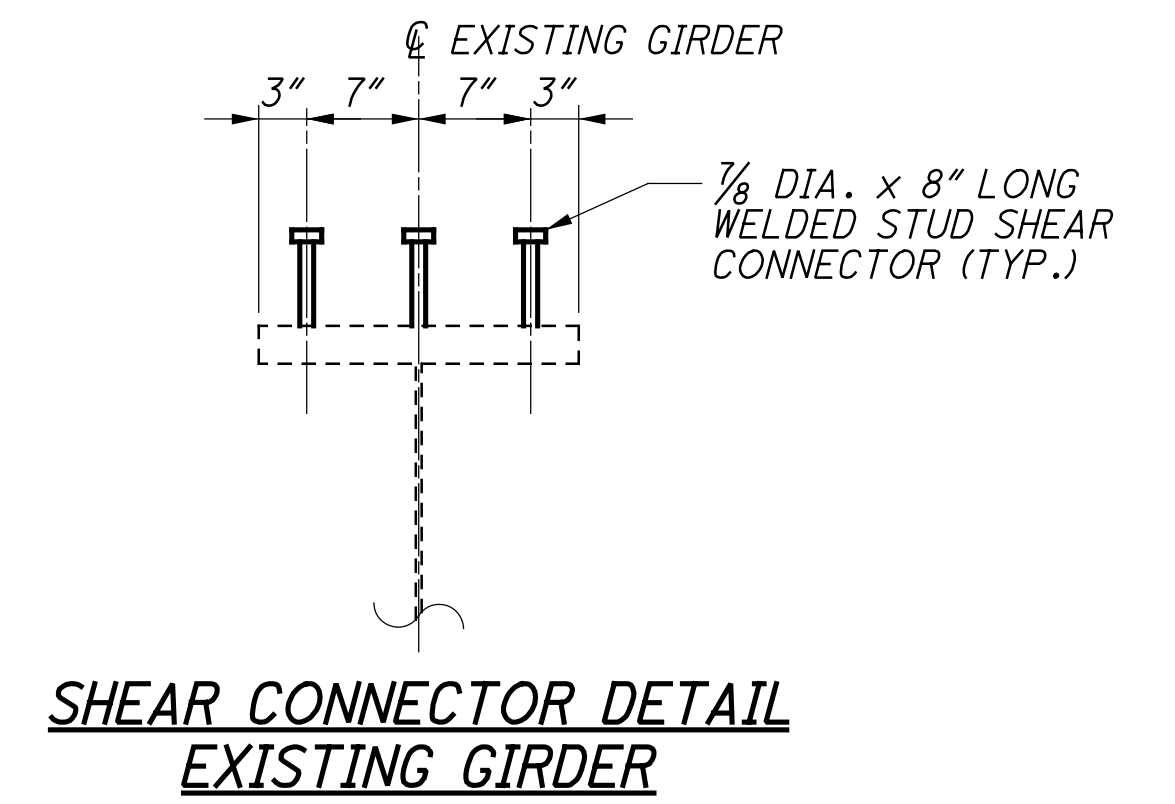 ℄ EXISTING GIRDER
3" 7" 7" 3"
7/8 DIA. x 8" LONG
WELDED STUD SHEAR
CONNECTOR (TYP.)
SHEAR CONNECTOR DETAIL
EXISTING GIRDER